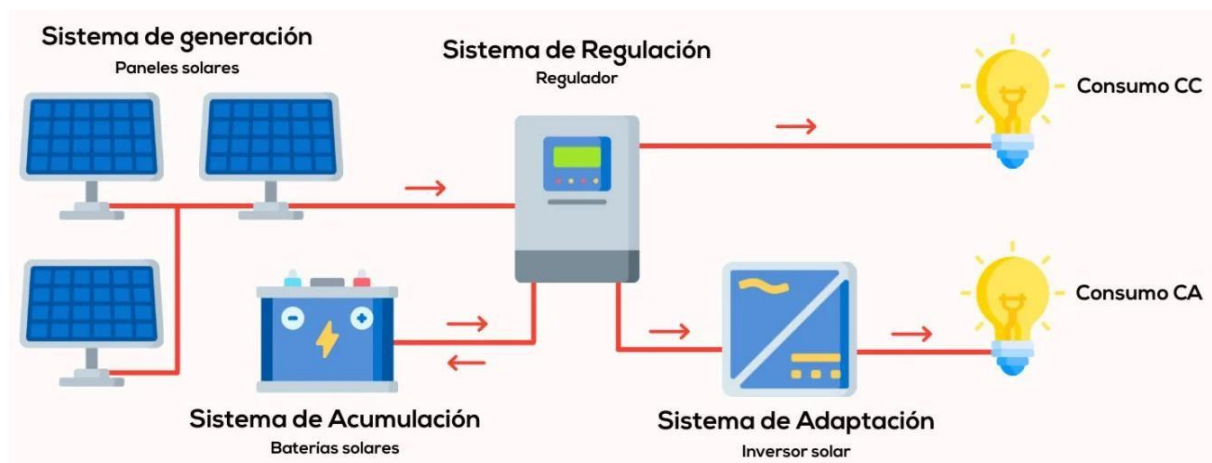 Sistema de generación
Paneles solares
Sistema de Regulación
Regulador
Consumo CC
Consumo CA
Sistema de Acumulación
Baterías solares
Sistema de Adaptación
Inversor solar